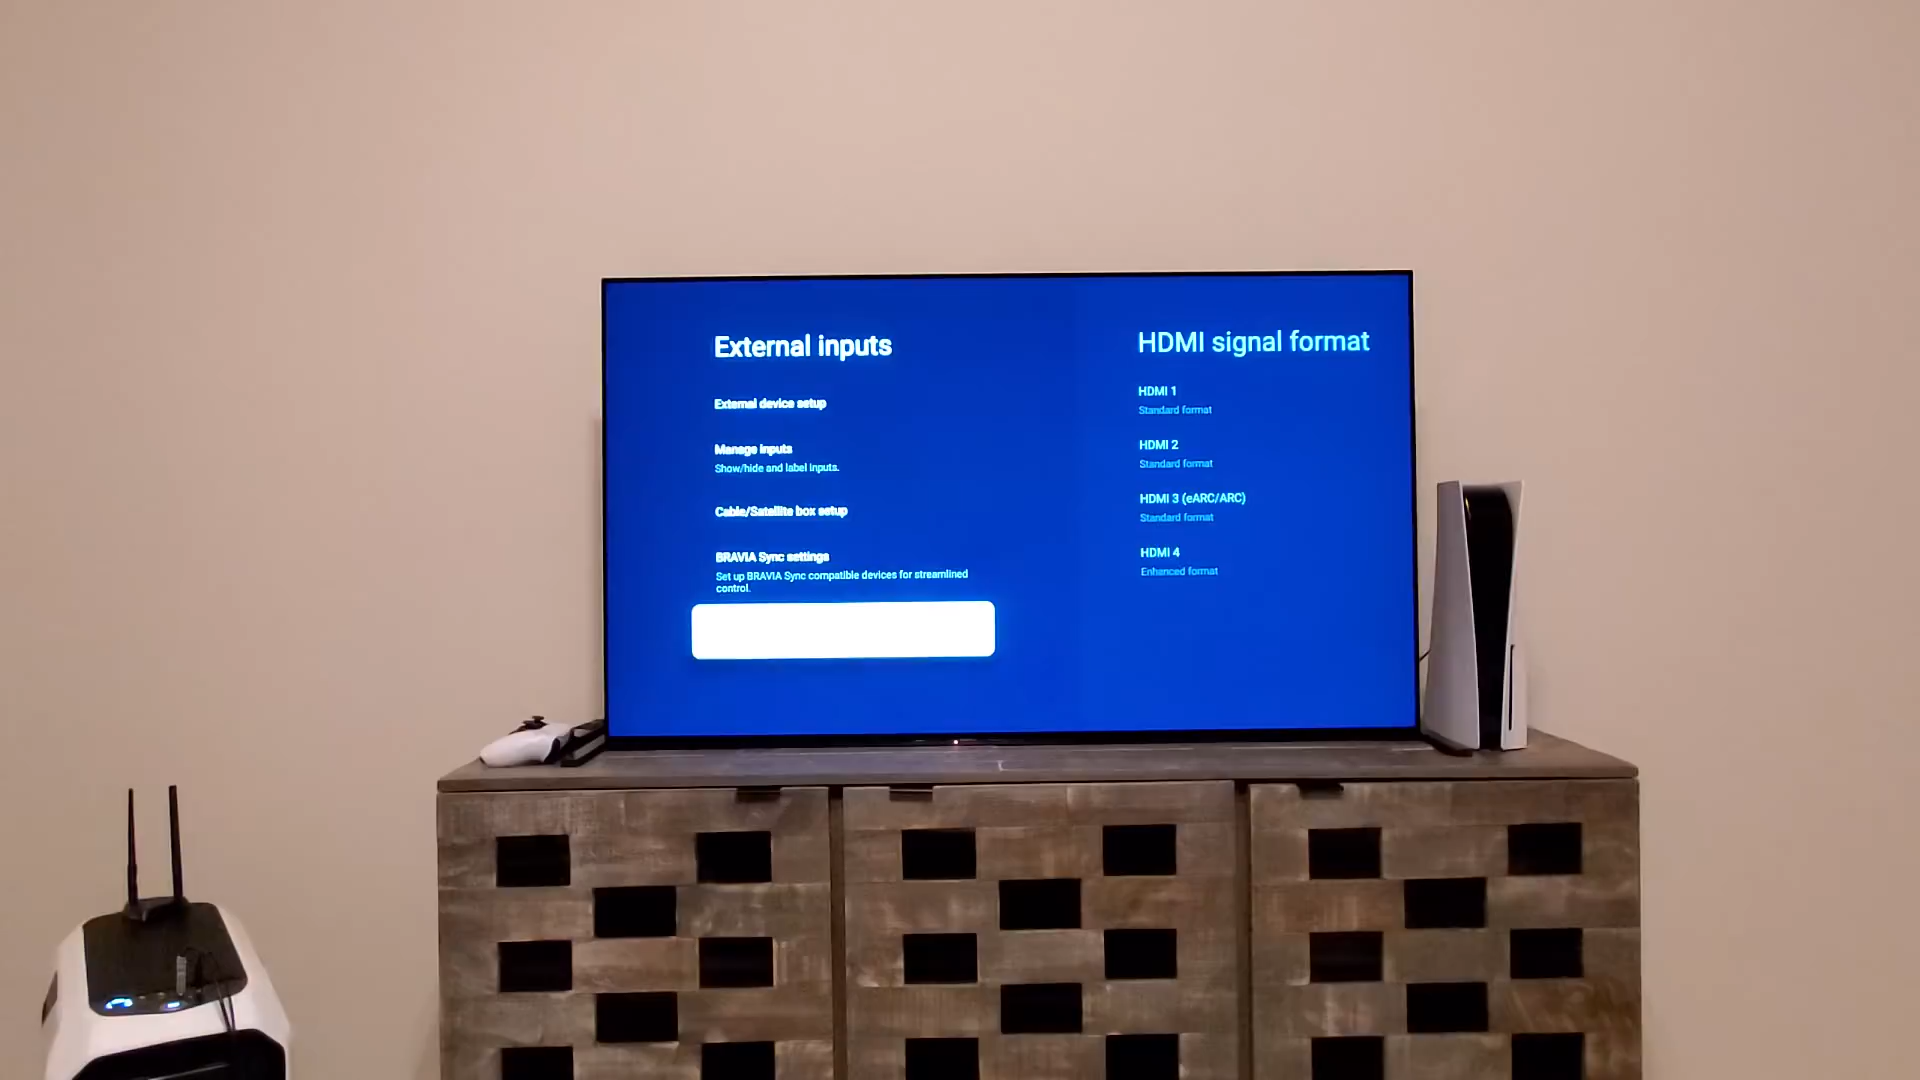 External inputs
External device setup
Manage inputs
Show/hide and label inputs.
Cable/Satellite box setup
BRAVIA Sync settings
Set up BRAVIA Sync compatible devices for streamlined
control.
HDMI signal format
HDMI 1
Standard format
HDMI 2
Standard format
HDMI 3 (eARC/ARC)
Standard format
HDMI 4
Enhanced format